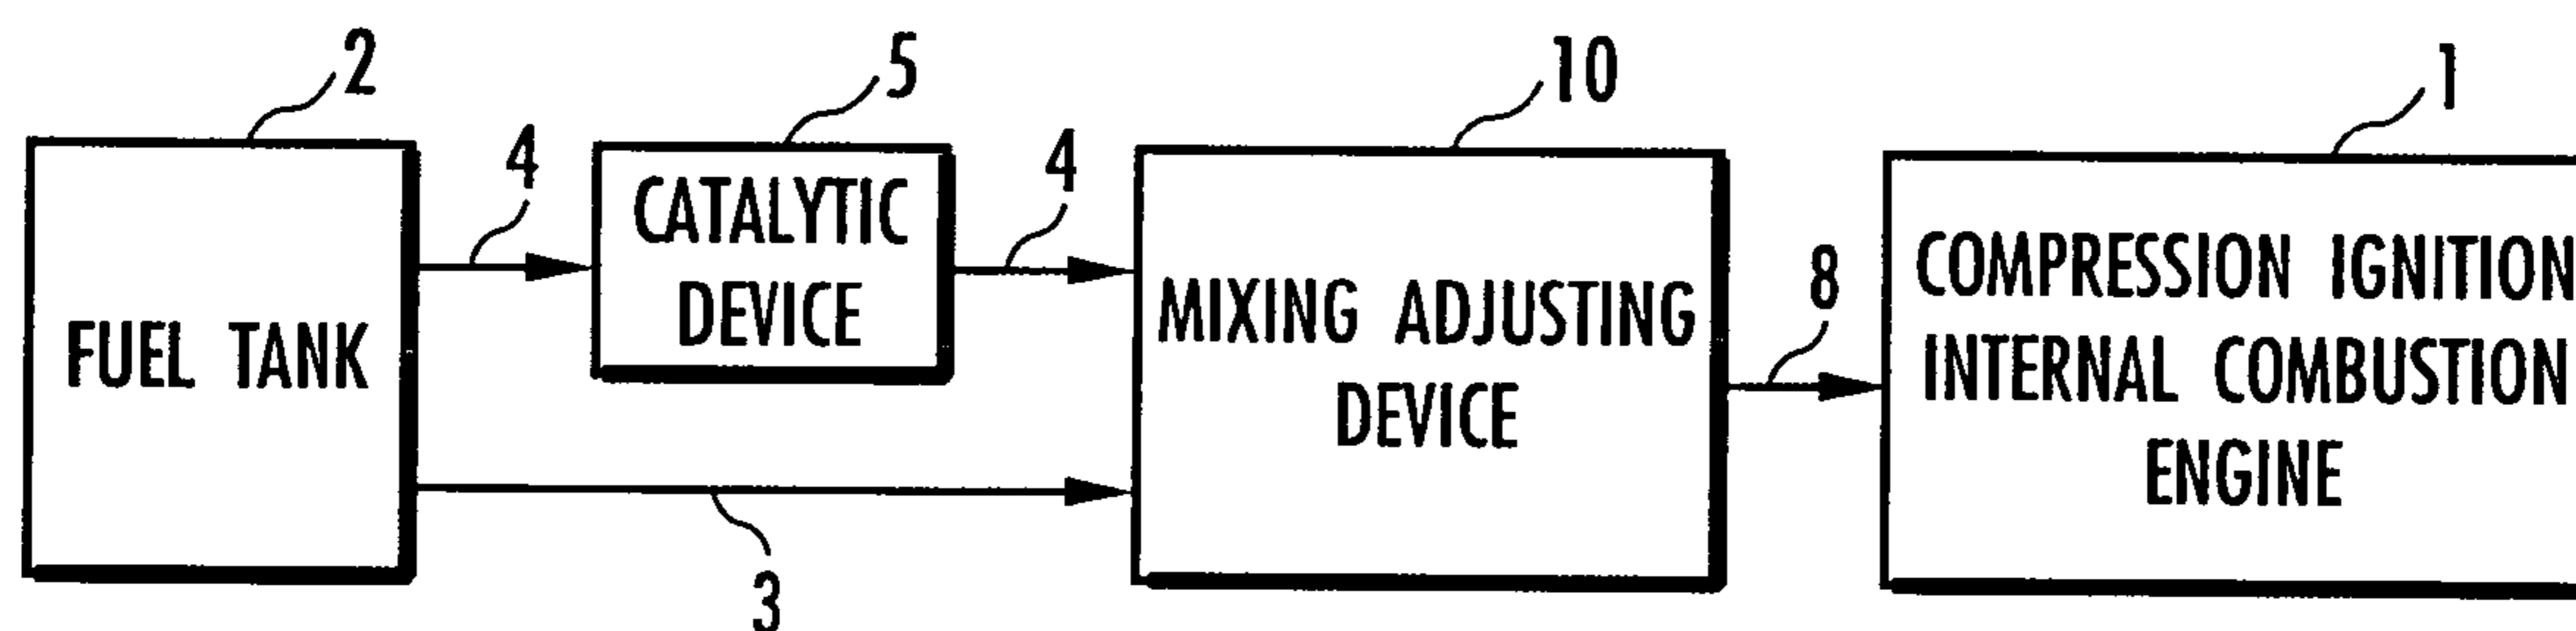 2
5
10
1
4
4
8
3
FUEL TANK
CATALYTIC
DEVICE
MIXING ADJUSTING
DEVICE
COMPRESSION IGNITION
INTERNAL COMBUSTION
ENGINE